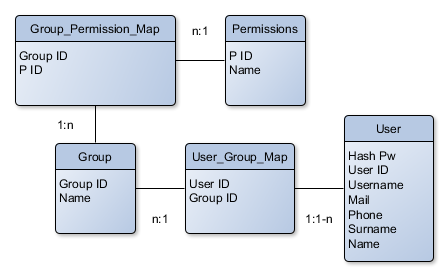 Group_Permission_Map
Group ID
P ID
n:1
Permissions
P ID
Name
1:n
Group
Group ID
Name
n:1
User_Group_Map
User ID
Group ID
1:1-n
User
Hash Pw
User ID
Username
Mail
Phone
Surname
Name